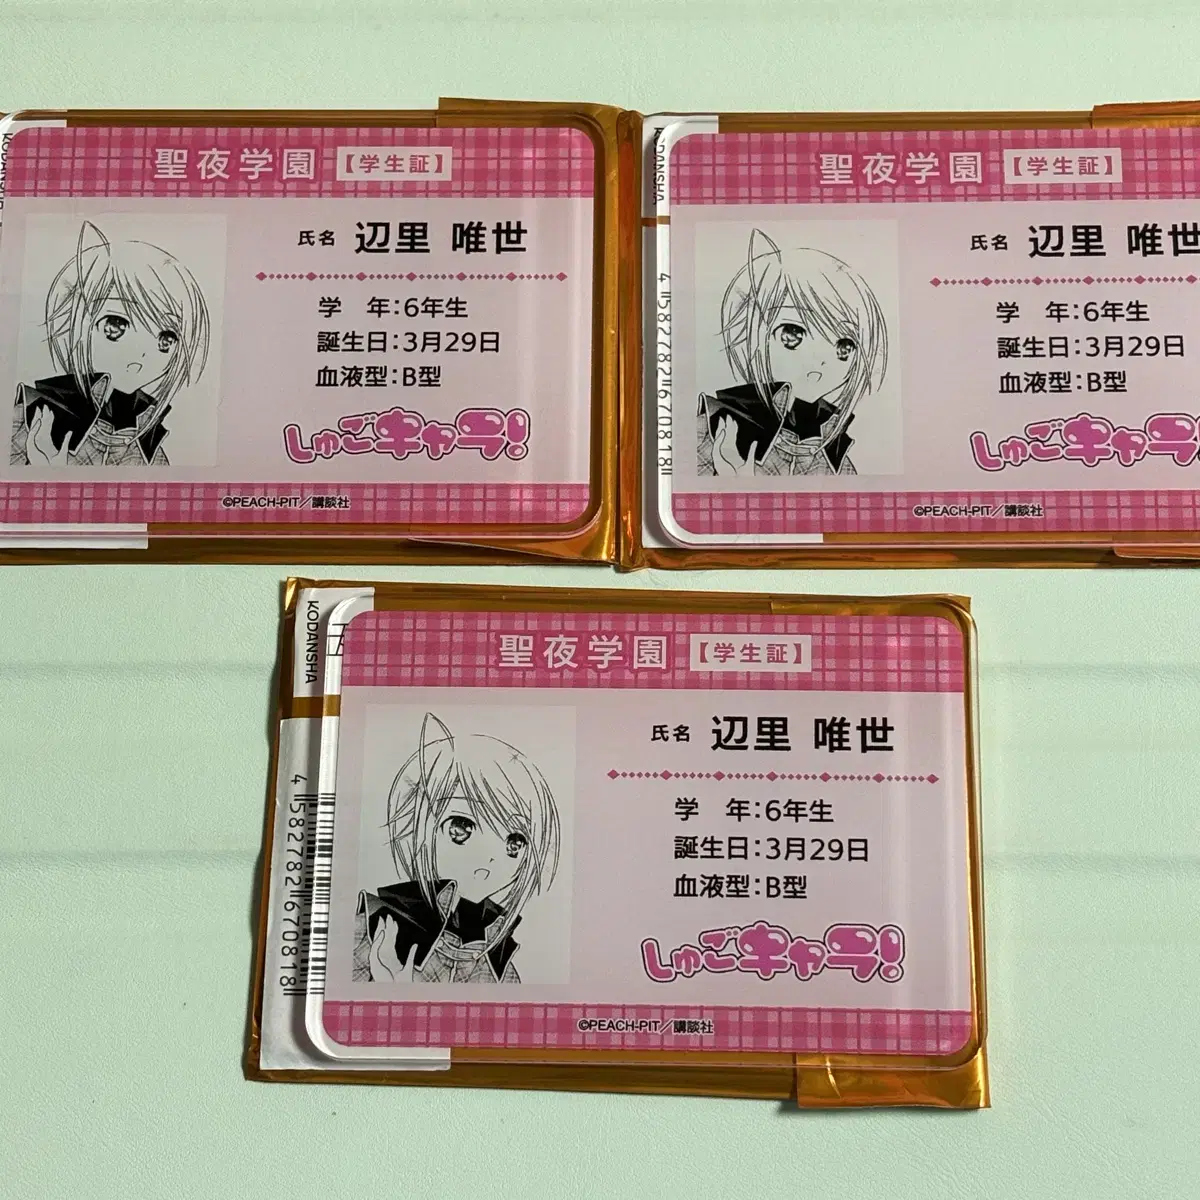 聖夜学園【学生証】
氏名 辺里 唯世
学 年:6年生
誕生日:3月29日
血液型:B型
しゅごキャラ!
©PEACH-PIT/講談社
KODANSHA
聖夜学園【学生証】
氏名 辺里 唯世
学 年:6年生
誕生日:3月29日
血液型:B型
しゅごキャラ!
©PEACH-PIT/講談社
KODANSHA
4 582782 670818
聖夜学園【学生証】
氏名 辺里 唯世
学 年:6年生
誕生日:3月29日
血液型:B型
しゅごキャラ!
©PEACH-PIT/講談社
KODANSHA
4 582782 670818